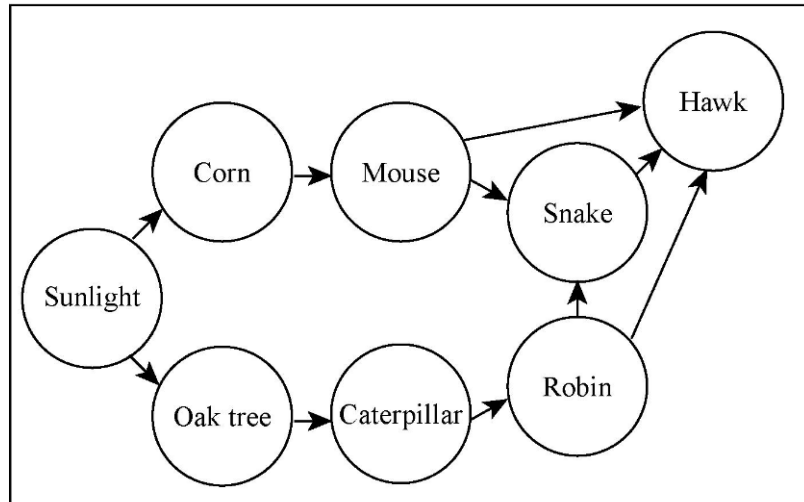 Hawk
Corn
Mouse
Snake
Sunlight
Oak tree
Caterpillar
Robin